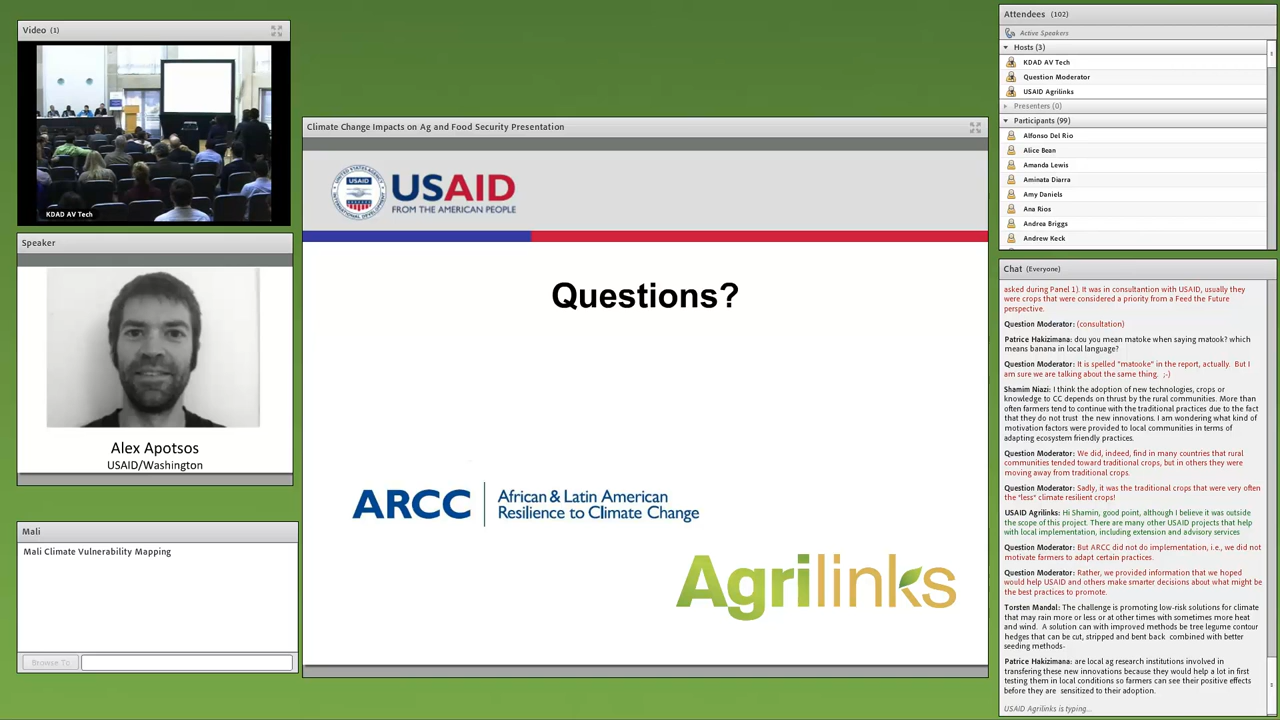 Video (1)
KDAD AV Tech
Speaker
Alex Apotsos
USAID/Washington
Mali
Mali Climate Vulnerability Mapping
Browse To
Climate Change Impacts on Ag and Food Security Presentation
USAID
FROM THE AMERICAN PEOPLE
Questions?
ARCC
African & Latin American
Resilience to Climate Change
Agrilinks
Attendees (102)
Active Speakers
Hosts (3)
KDAD AV Tech
Question Moderator
USAID Agrilinks
Presenters (0)
Participants (99)
Alfonso Del Rio
Alice Bean
Amanda Lewis
Aminata Diarra
Amy Daniels
Ana Rios
Andrea Briggs
Andrew Keck
Chat (Everyone)
asked during Panel 1). It was in consultantion with USAID, usually they
were crops that were considered a priority from a Feed the Future
perspective.
Question Moderator: (consultation)
Patrice Hakizimana: dou you mean matoke when saying matook? which
means banana in local language?
Question Moderator: It is spelled "matooke" in the report, actually. But I
am sure we are talking about the same thing. ;-)
Shamim Niazi: I think the adoption of new technologies, crops or
knowledge to CC depends on thrust by the rural communities. More than
often farmers tend to continue with the traditional practices due to the fact
that they do not trust the new innovations. I am wondering what kind of
motivation factors were provided to local communities in terms of
adapting ecosystem friendly practices.
Question Moderator: We did, indeed, find in many countries that rural
communities tended toward traditional crops, but in others they were
moving away from traditional crops.
Question Moderator: Sadly, it was the traditional crops that were very often
the "less" climate resilient crops!
USAID Agrilinks: Hi Shamin, good point, although I believe it was outside
the scope of this project. There are many other USAID projects that help
with local implementation, including extension and advisory services
Question Moderator: But ARCC did not do implementation, i.e., we did not
motivate farmers to adapt certain practices.
Question Moderator: Rather, we provided information that we hoped
would help USAID and others make smarter decisions about what might be
the best practices to promote.
Torsten Mandal: The challenge is promoting low-risk solutions for climate
that may rain more or less or at other times with sometimes more heat
and wind. A solution can with improved methods be tree legume contour
hedges that can be cut, stripped and bent back combined with better
seeding methods-
Patrice Hakizimana: are local ag research institutions involved in
transfering these new innovations because they would help a lot in first
testing them in local conditions so farmers can see their positive effects
before they are sensitized to their adoption.
USAID Agrilinks is typing...